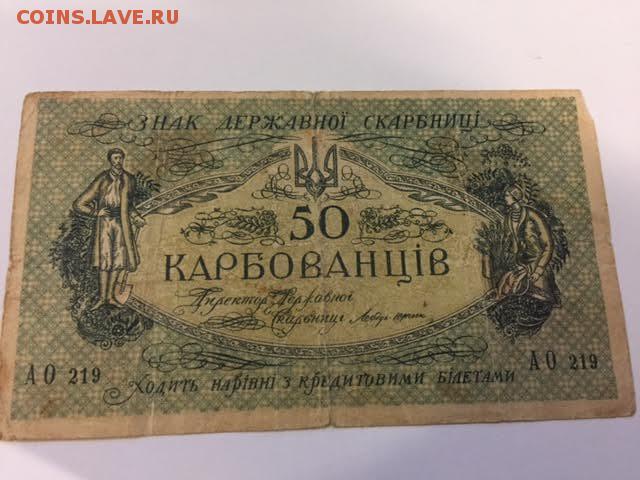 COINS.LAVE.RU
ЗНАК ДЕРЖАВНОЇ СКАРБНИЦІ
50
КАРБОВАНЦІВ
Директор Державної
Скарбниці
АО 219
АО 219
Ходить нарівні з кредитовими білетами